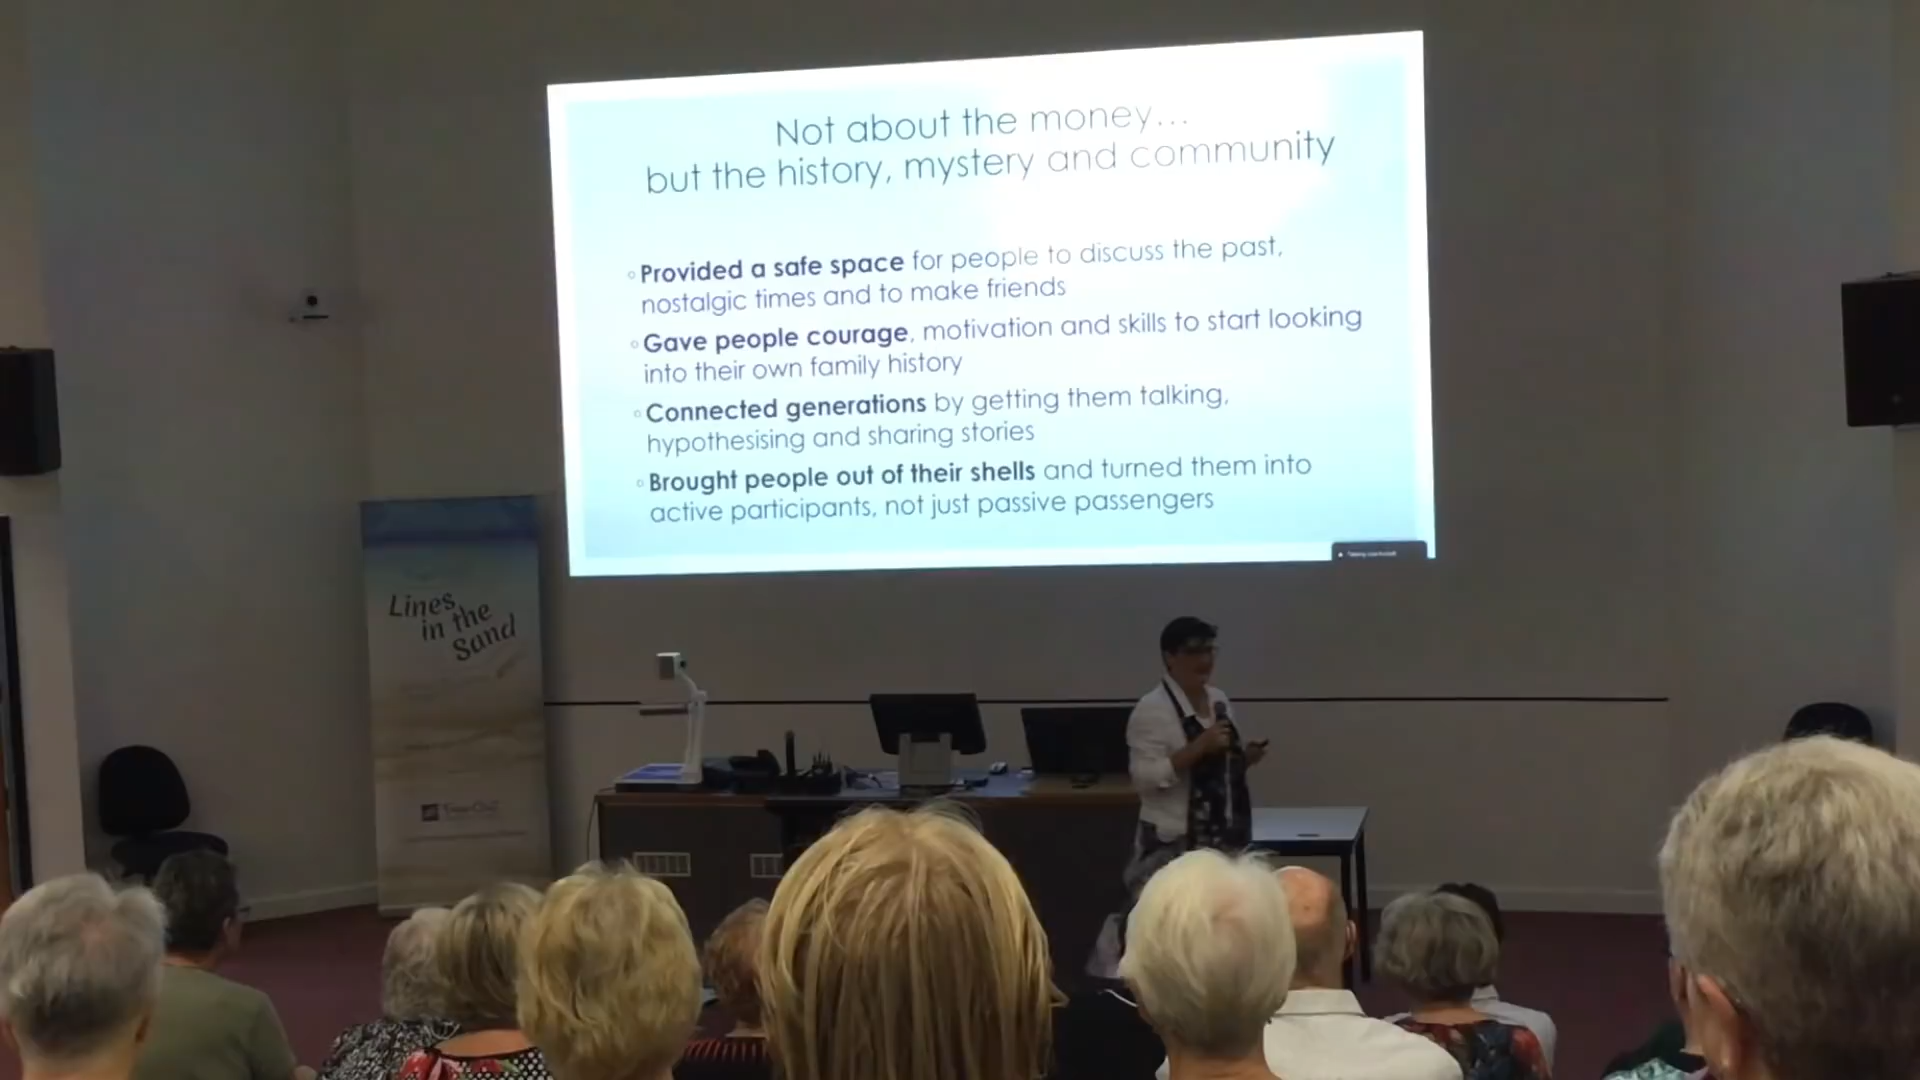 Not about the money...
but the history, mystery and community
Provided a safe space for people to discuss the past,
nostalgic times and to make friends
Gave people courage, motivation and skills to start looking
into their own family history
Connected generations by getting them talking,
hypothesising and sharing stories
Brought people out of their shells and turned them into
active participants, not just passive passengers
Lines
in the
Sand